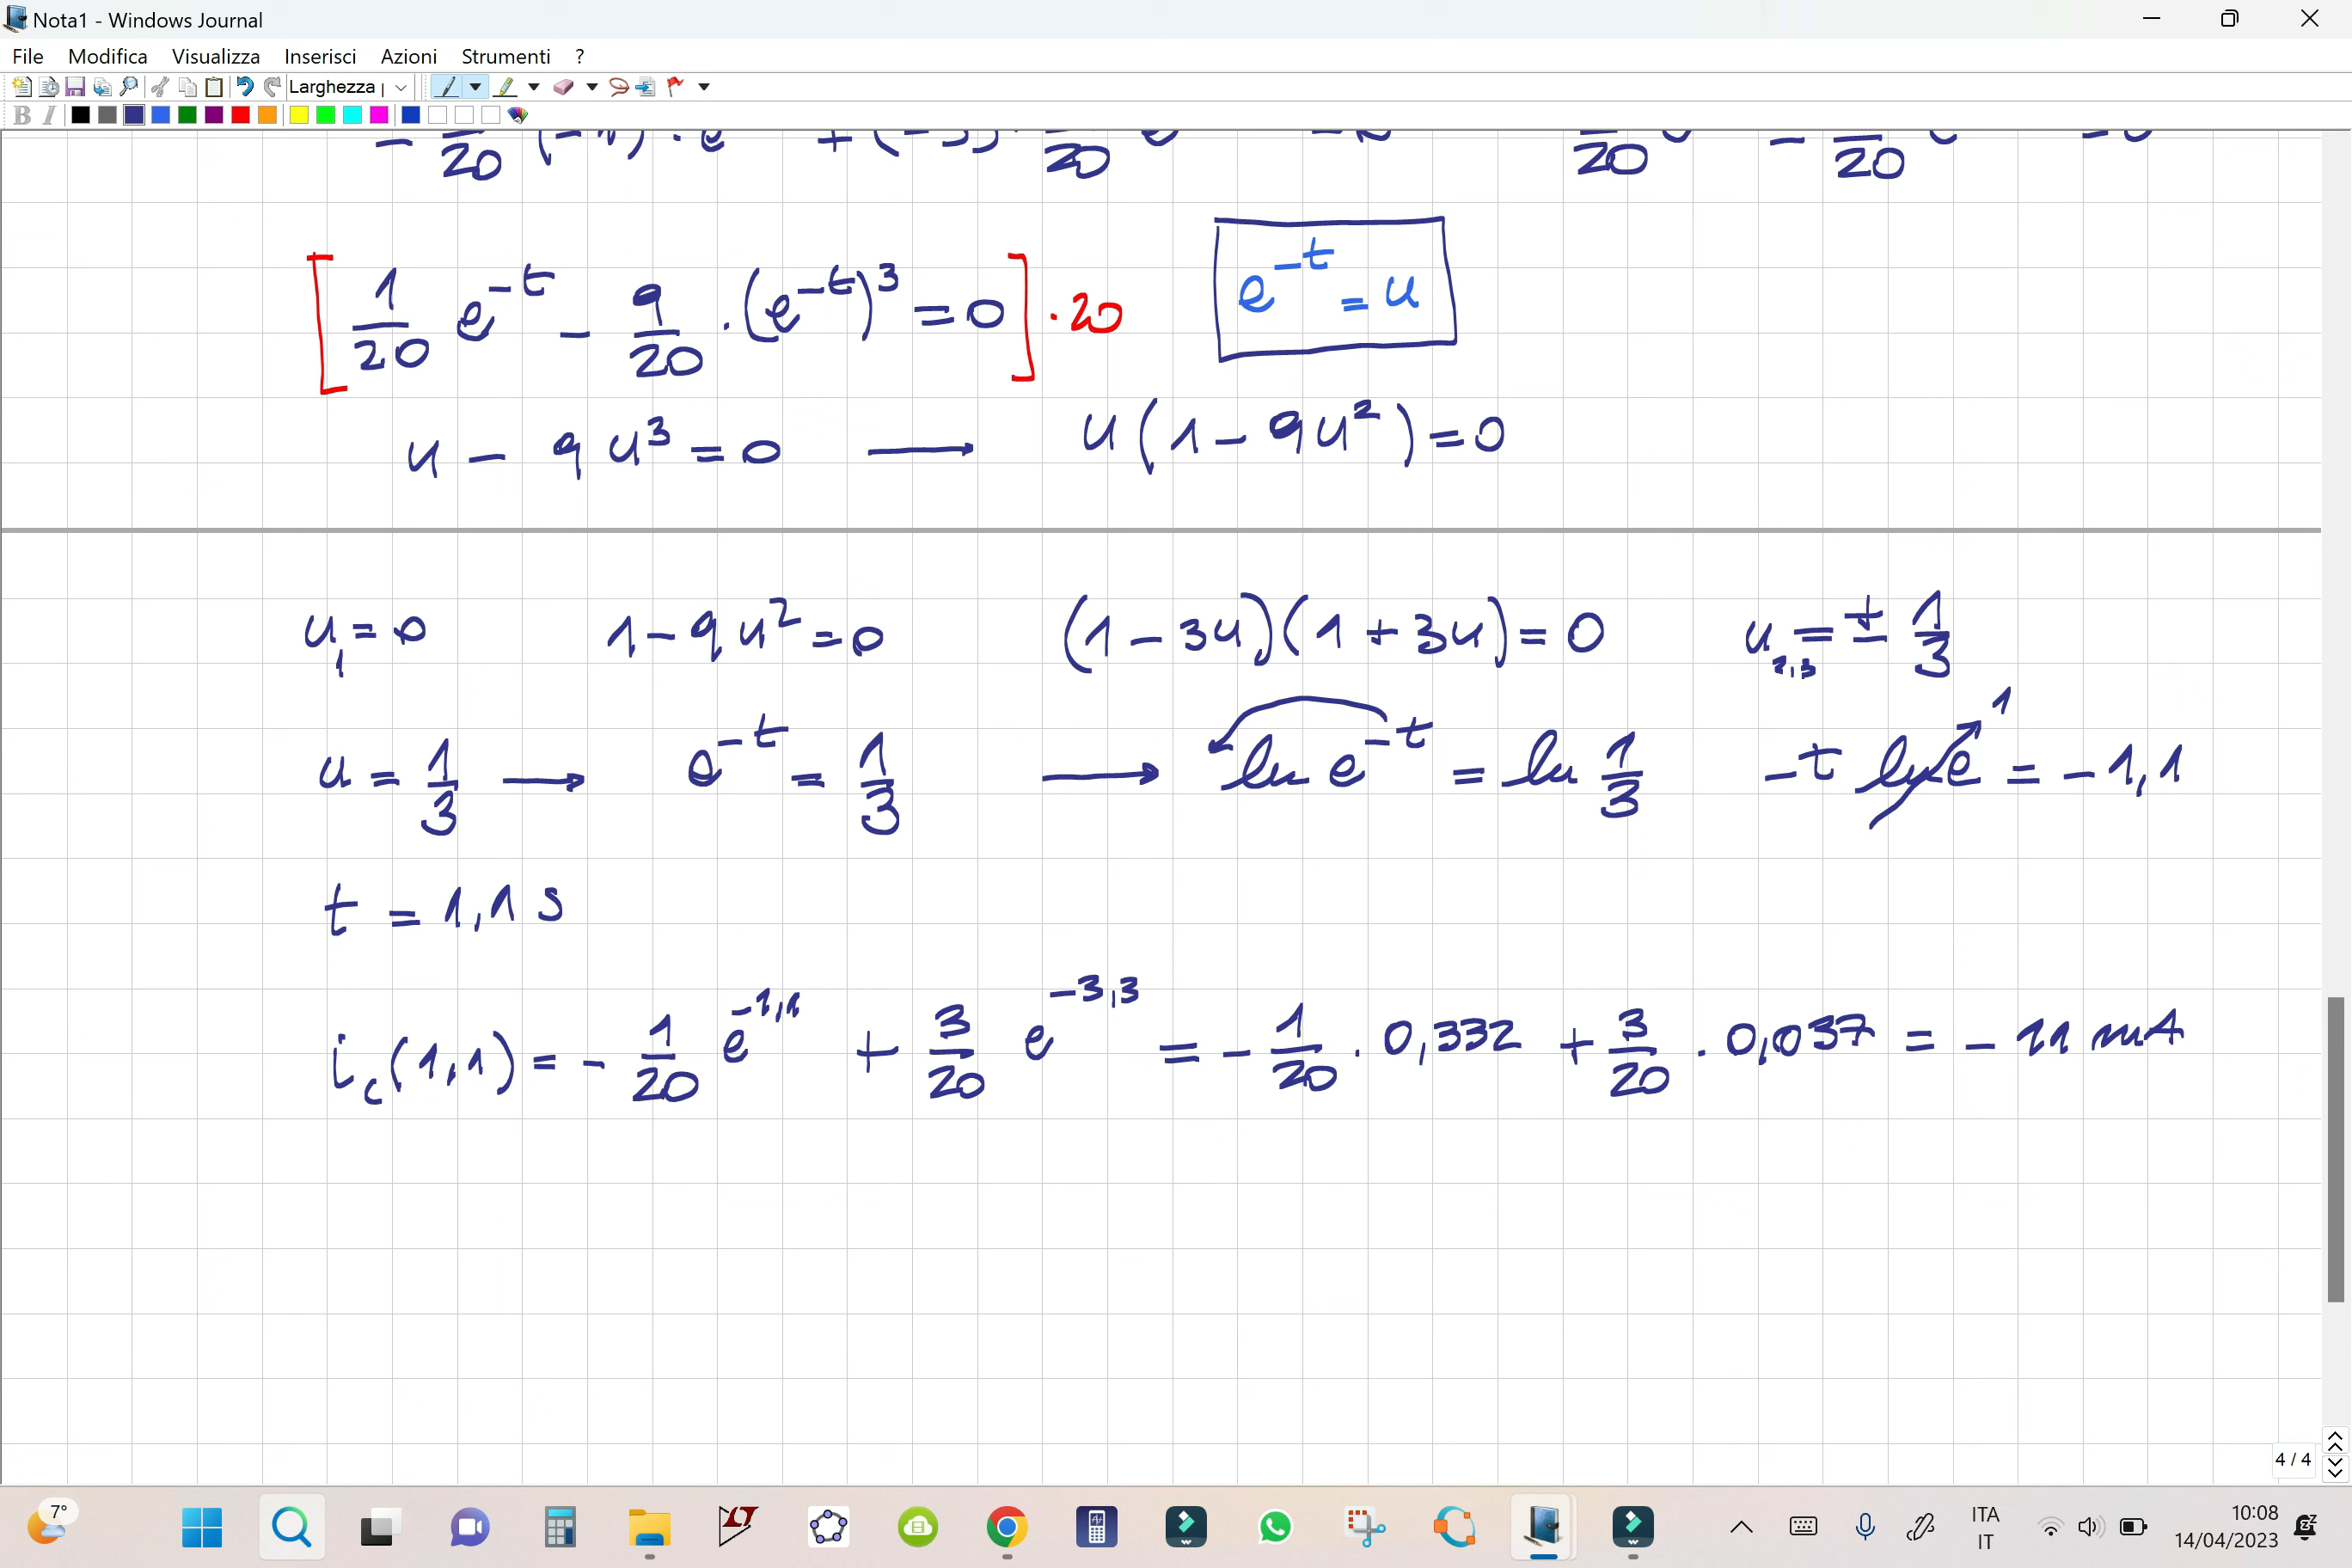 Nota1 - Windows Journal
File Modifica Visualizza Inserisci Azioni Strumenti ?
Larghezza
B I
[1/20 e^-t - 9/20 · (e^-t)^3 = 0] · 20
e^-t = u
u - 9u^3 = 0 → u(1 - 9u^2) = 0
u_1 = 0 1 - 9u^2 = 0 (1 - 3u)(1 + 3u) = 0 u_2,3 = ± 1/3
u = 1/3 → e^-t = 1/3 → ln e^-t = ln 1/3 -t ln e = -1,1
1
t = 1,1 s
i_c(1,1) = - 1/20 e^-1,1 + 3/20 e^-3,3 = - 1/20 · 0,332 + 3/20 · 0,037 = - 11 mA
4 / 4
7°
ITA
IT
10:08
14/04/2023